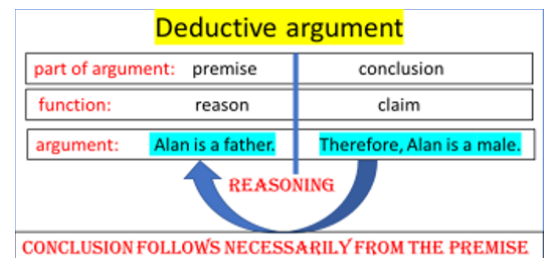 Deductive argument
part of argument: premise conclusion
function: reason claim
argument: Alan is a father. Therefore, Alan is a male.
REASONING
CONCLUSION FOLLOWS NECESSARILY FROM THE PREMISE